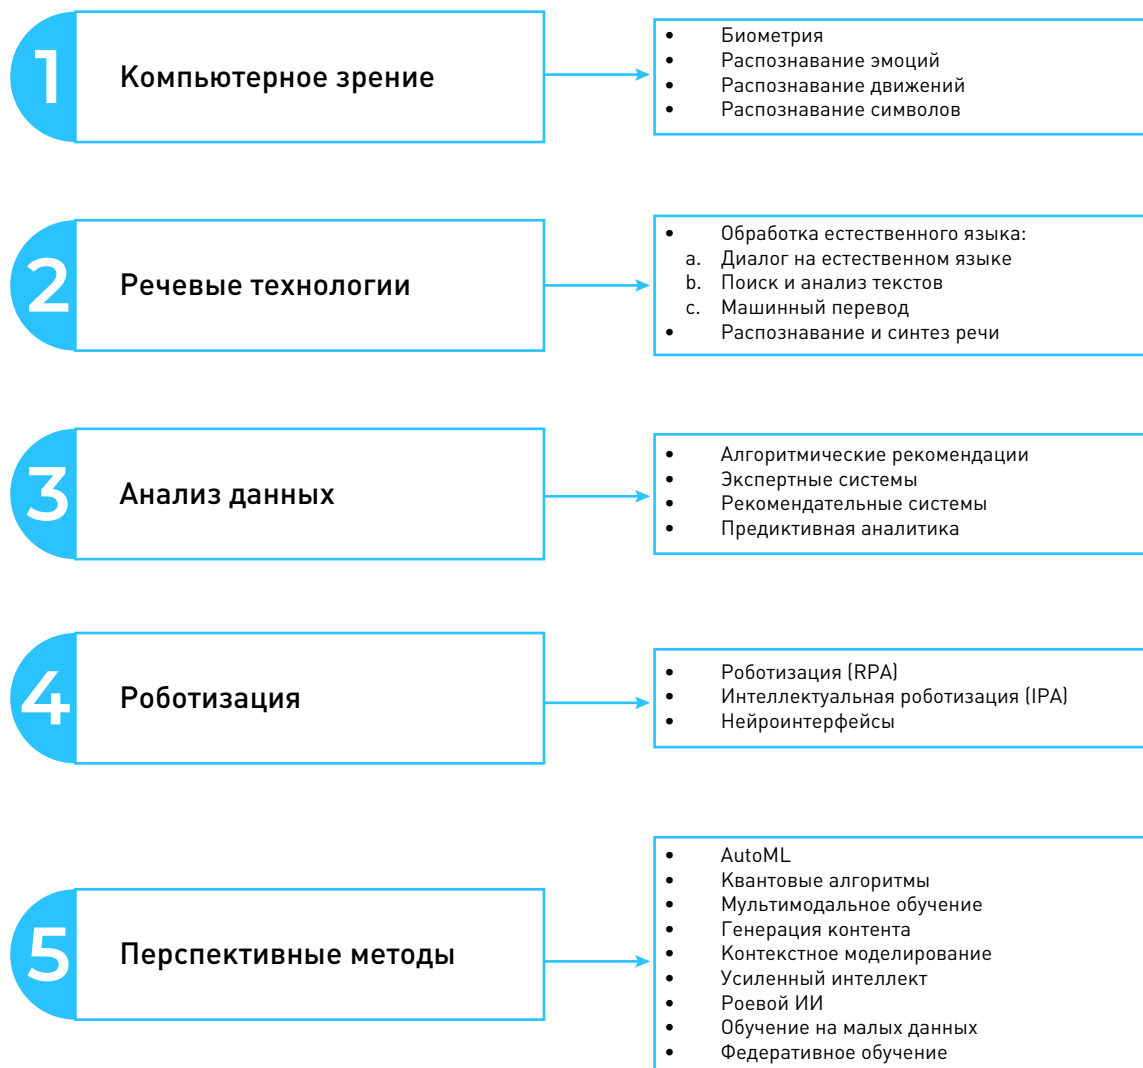 1
Компьютерное зрение
• Биометрия
• Распознавание эмоций
• Распознавание движений
• Распознавание символов
2
Речевые технологии
• Обработка естественного языка:
a. Диалог на естественном языке
b. Поиск и анализ текстов
c. Машинный перевод
• Распознавание и синтез речи
3
Анализ данных
• Алгоритмические рекомендации
• Экспертные системы
• Рекомендательные системы
• Предиктивная аналитика
4
Роботизация
• Роботизация (RPA)
• Интеллектуальная роботизация (IPA)
• Нейроинтерфейсы
5
Перспективные методы
• AutoML
• Квантовые алгоритмы
• Мультимодальное обучение
• Генерация контента
• Контекстное моделирование
• Усиленный интеллект
• Роевой ИИ
• Обучение на малых данных
• Федеративное обучение